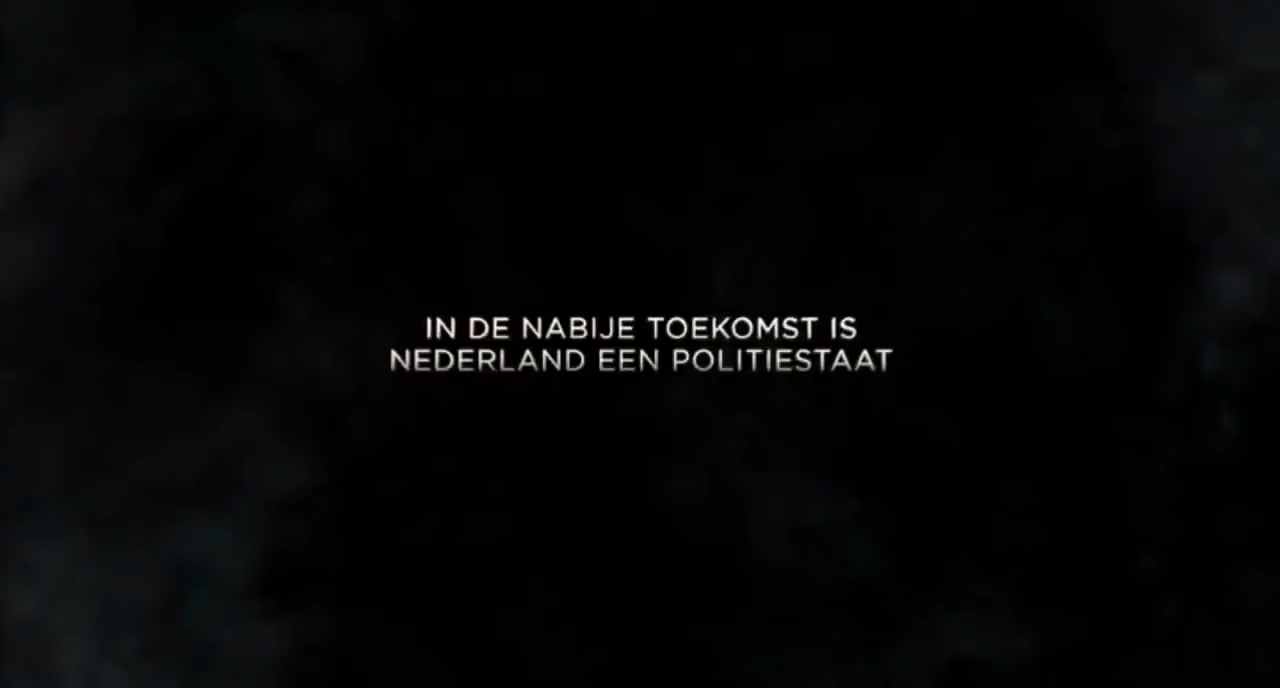 IN DE NABIJE TOEKOMST IS
NEDERLAND EEN POLITIESTAAT